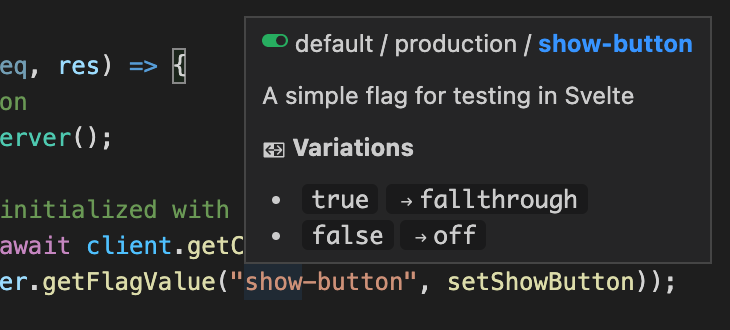 default / production / show-button
eq, res) => {
A simple flag for testing in Svelte
on
erver();
Variations
true → fallthrough
initialized with
false → off
await client.getC
er.getFlagValue("show-button", setShowButton));